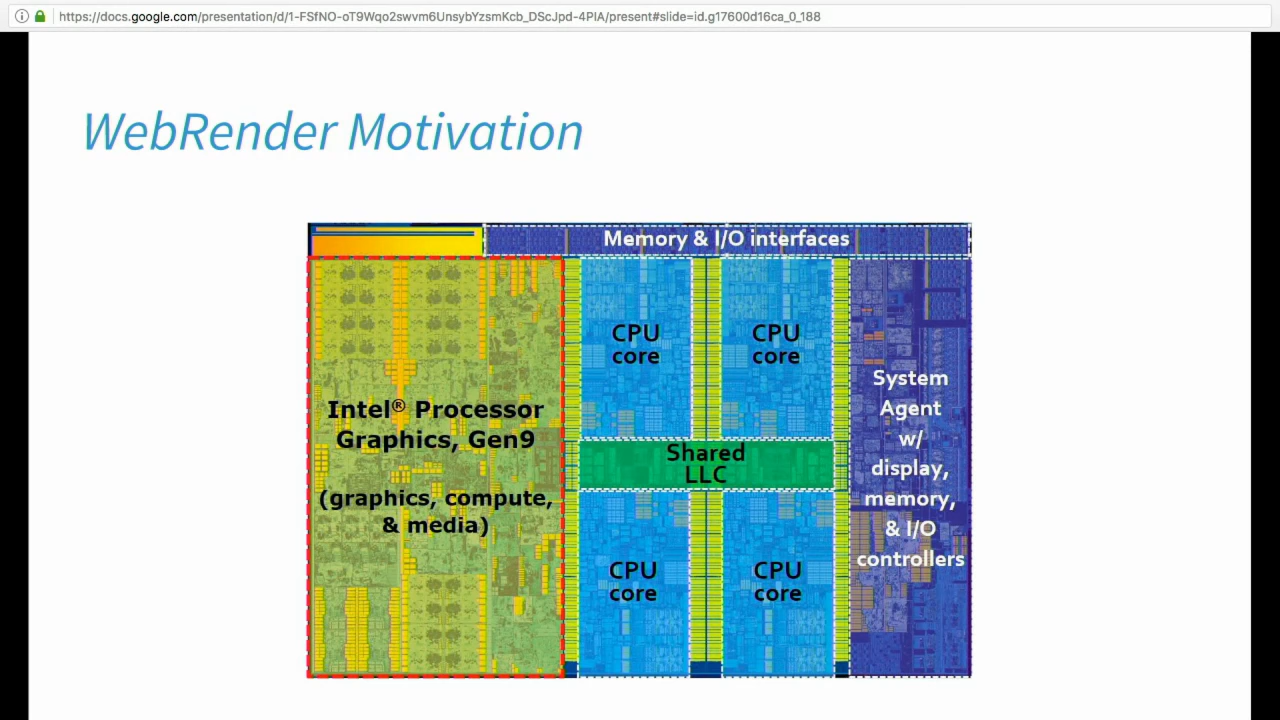 https://docs.google.com/presentation/d/1-FSfNO-oT9Wqo2swvm6UnsybYzsmKcb_DScJpd-4PIA/present#slide=id.g17600d16ca_0_188
WebRender Motivation
Memory & I/O interfaces
Intel® Processor
Graphics, Gen9
(graphics, compute,
& media)
CPU
core
CPU
core
Shared
LLC
CPU
core
CPU
core
System
Agent
w/
display,
memory,
& I/O
controllers